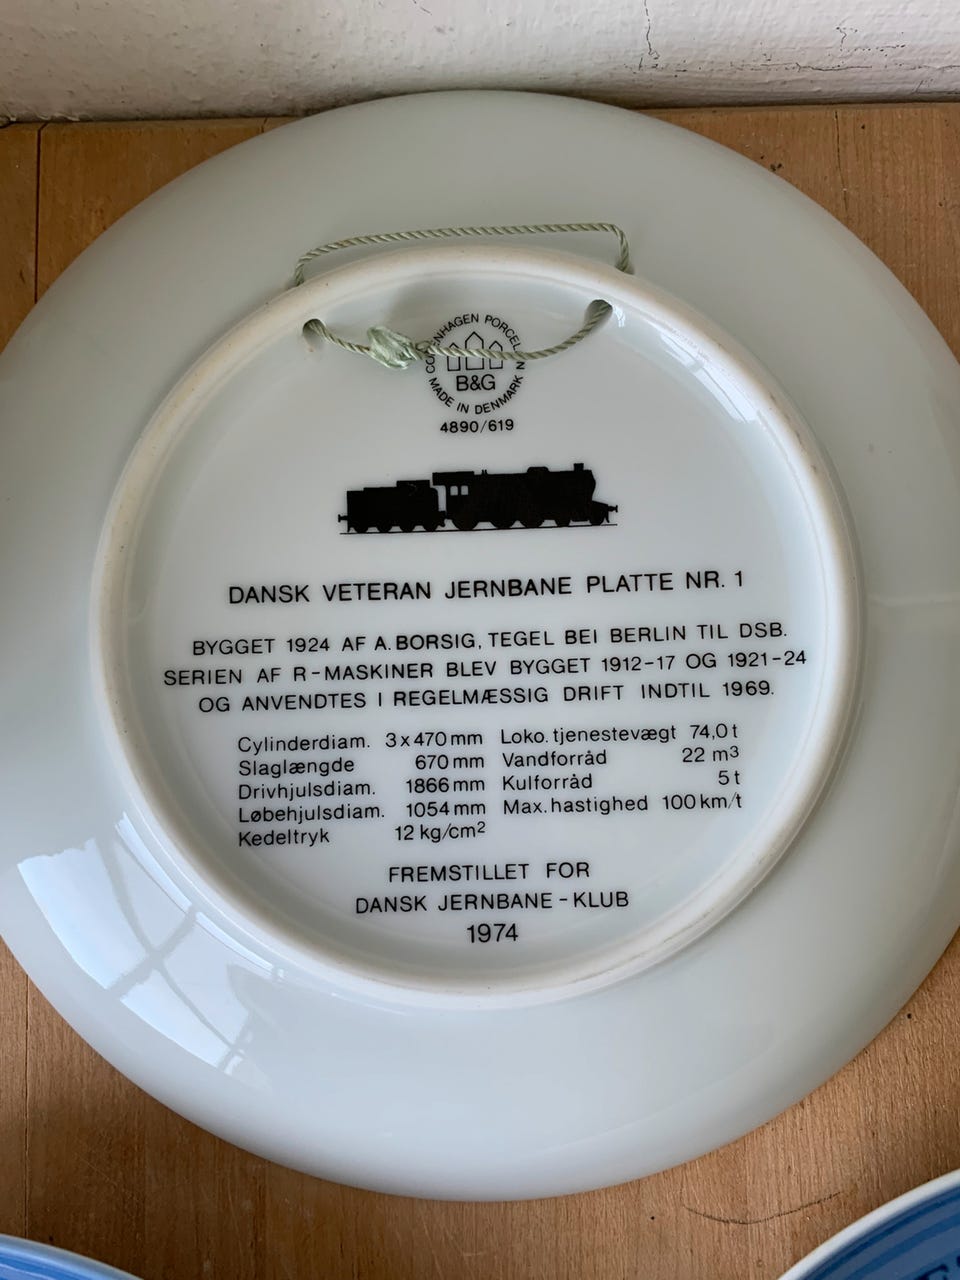 COPENHAGEN PORCELAIN
B&G
MADE IN DENMARK
4890/619
DANSK VETERAN JERNBANE PLATTE NR. 1
BYGGET 1924 AF A. BORSIG, TEGEL BEI BERLIN TIL DSB.
SERIEN AF R-MASKINER BLEV BYGGET 1912-17 OG 1921-24
OG ANVENDTES I REGELMÆSSIG DRIFT INDTIL 1969.
Cylinderdiam. 3 x 470 mm Loko. tjenestevægt 74,0 t
Slaglængde 670 mm Vandforråd 22 m³
Drivhjulsdiam. 1866 mm Kulforråd 5 t
Løbehjulsdiam. 1054 mm Max. hastighed 100 km/t
Kedeltryk 12 kg/cm²
FREMSTILLET FOR
DANSK JERNBANE-KLUB
1974